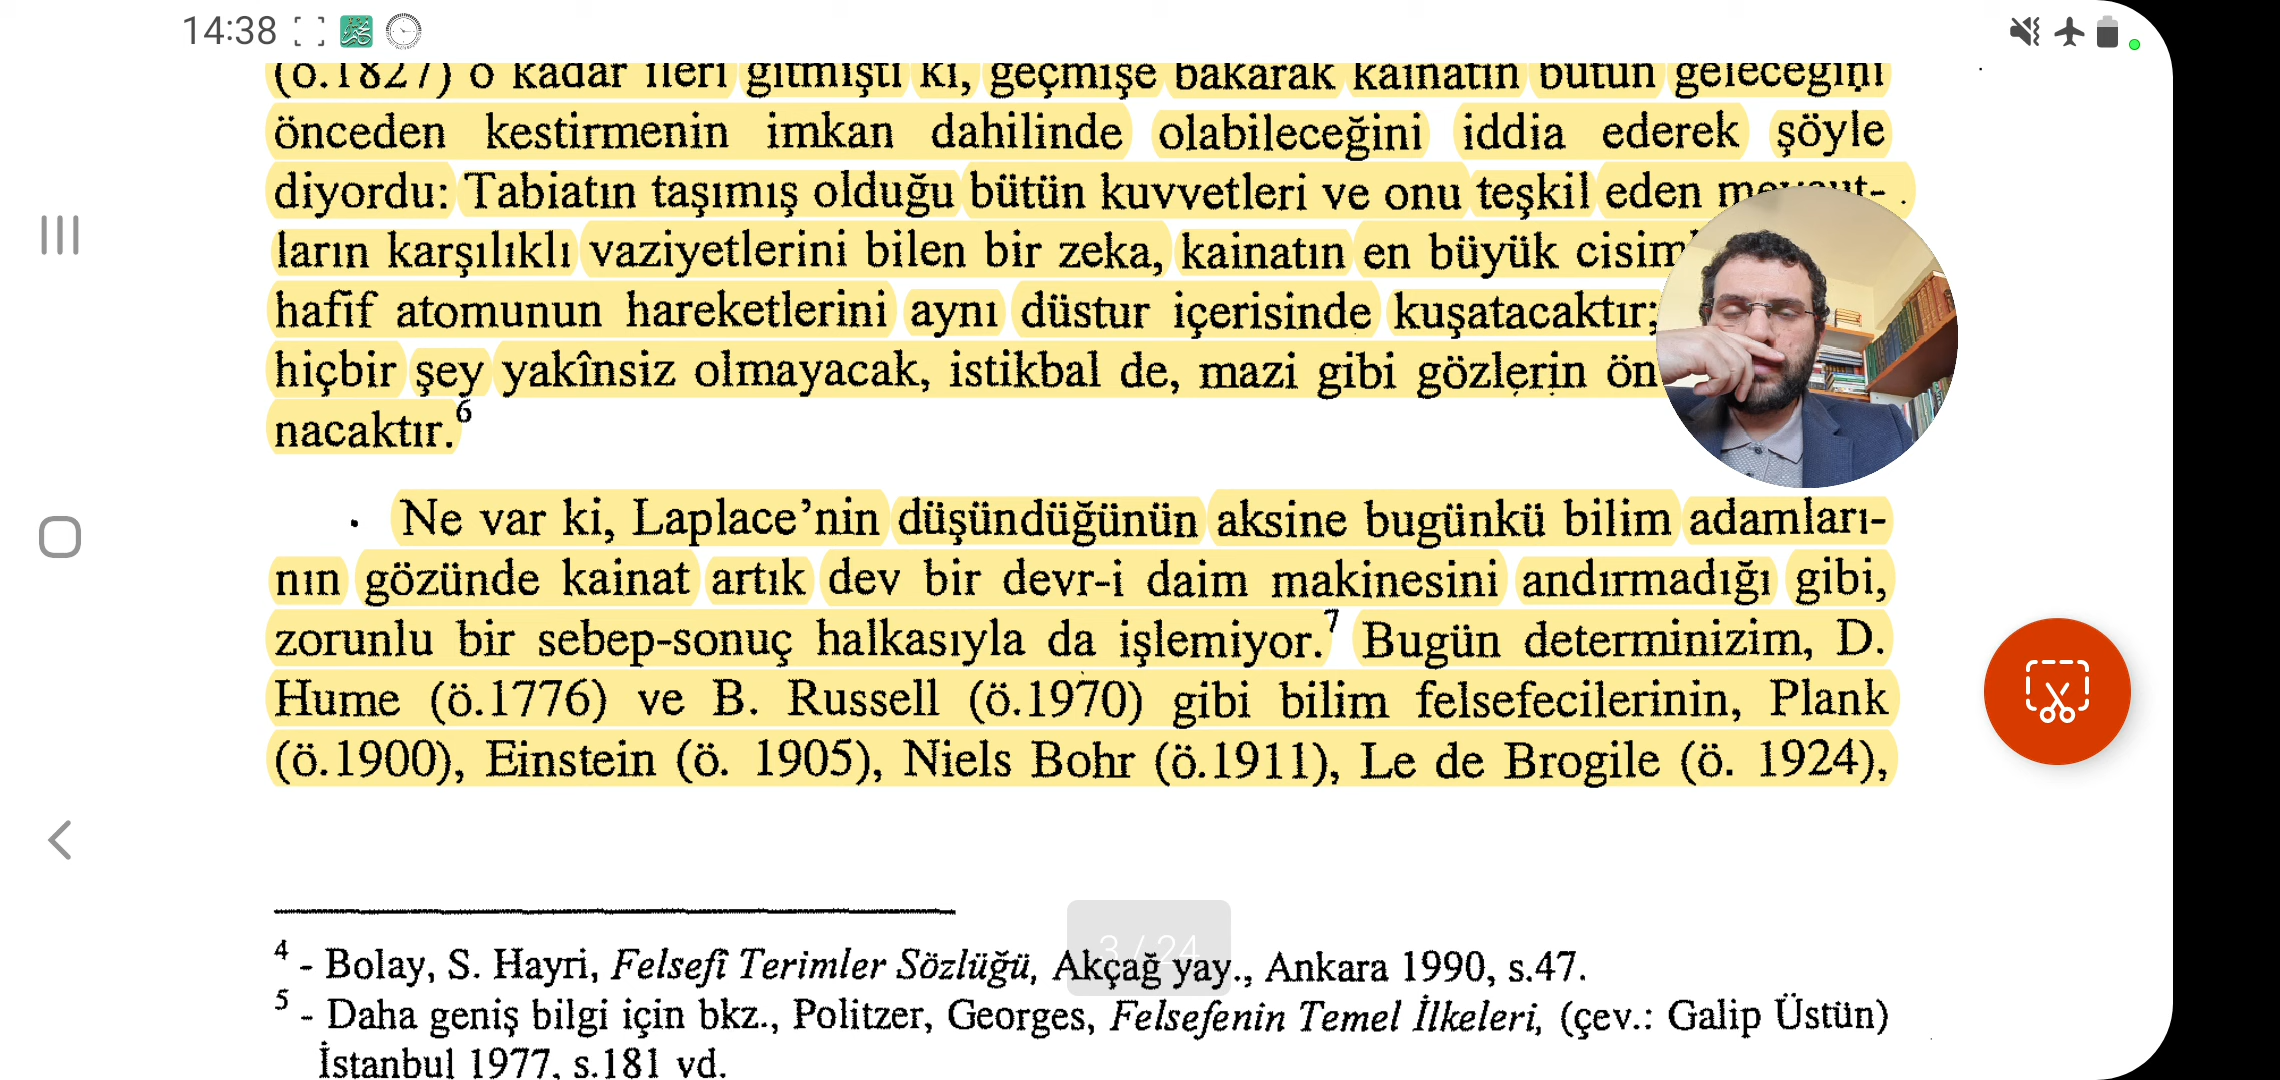 14:38
(ö.1827) o kadar ileri gitmişti ki, geçmişe bakarak kainatın bütün geleceğini
önceden kestirmenin imkan dahilinde olabileceğini iddia ederek şöyle
diyordu: Tabiatın taşımış olduğu bütün kuvvetleri ve onu teşkil eden
ların karşılıklı vaziyetlerini bilen bir zeka, kainatın en büyük
hafif atomunun hareketlerini aynı düstur içerisinde kuşatacaktır;
hiçbir şey yakînsiz olmayacak, istikbal de, mazi gibi gözlerin
nacaktır.6
Ne var ki, Laplace’nin düşündüğünün aksine bugünkü bilim adamları-
nın gözünde kainat artık dev bir devr-i daim makinesini andırmadığı gibi,
zorunlu bir sebep-sonuç halkasıyla da işlemiyor.7 Bugün determinizim, D.
Hume (ö.1776) ve B. Russell (ö.1970) gibi bilim felsefecilerinin, Plank
(ö.1900), Einstein (ö. 1905), Niels Bohr (ö.1911), Le de Brogile (ö. 1924),
3 / 24
4 - Bolay, S. Hayri, Felsefî Terimler Sözlüğü, Akçağ yay., Ankara 1990, s.47.
5 - Daha geniş bilgi için bkz., Politzer, Georges, Felsefenin Temel İlkeleri, (çev.: Galip Üstün)
İstanbul 1977, s.181 vd.